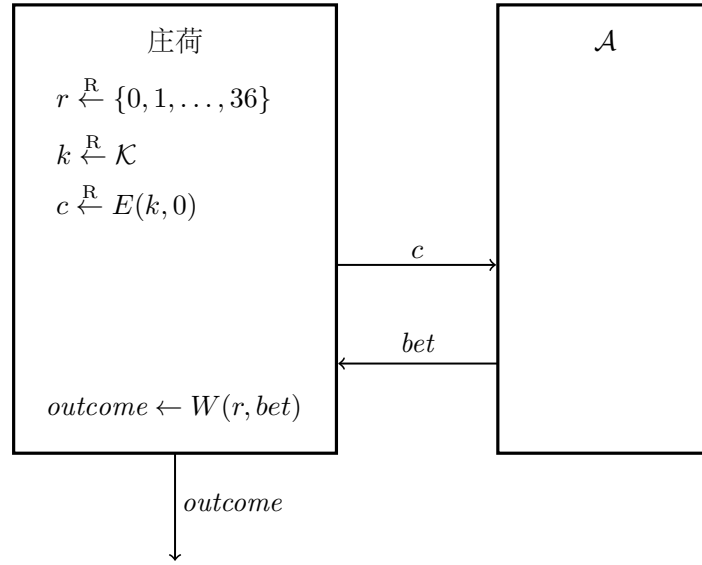 庄荷
r ←R {0, 1, . . . , 36}
k ←R 𝒦
c ←R E(k, 0)
outcome ← W(r, bet)
outcome
c
bet
𝒜